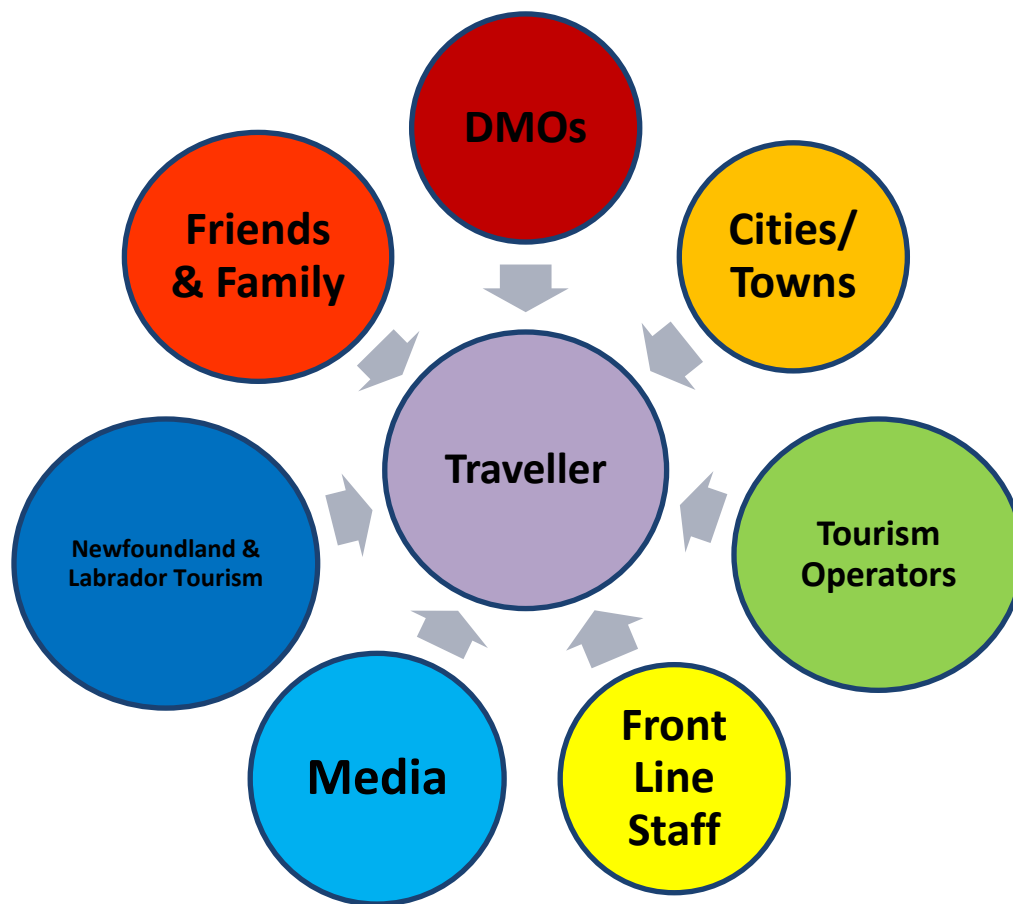 DMOs
Friends
& Family
Cities/
Towns
Traveller
Newfoundland &
Labrador Tourism
Tourism
Operators
Media
Front
Line
Staff